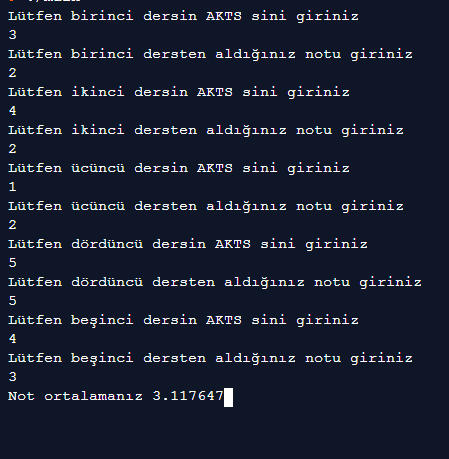 Lütfen birinci dersin AKTS sini giriniz
3
Lütfen birinci dersten aldığınız notu giriniz
2
Lütfen ikinci dersin AKTS sini giriniz
4
Lütfen ikinci dersten aldığınız notu giriniz
2
Lütfen ücüncü dersin AKTS sini giriniz
1
Lütfen ücüncü dersten aldığınız notu giriniz
2
Lütfen dördüncü dersin AKTS sini giriniz
5
Lütfen dördüncü dersten aldığınız notu giriniz
5
Lütfen beşinci dersin AKTS sini giriniz
4
Lütfen beşinci dersten aldığınız notu giriniz
3
Not ortalamanız 3.117647